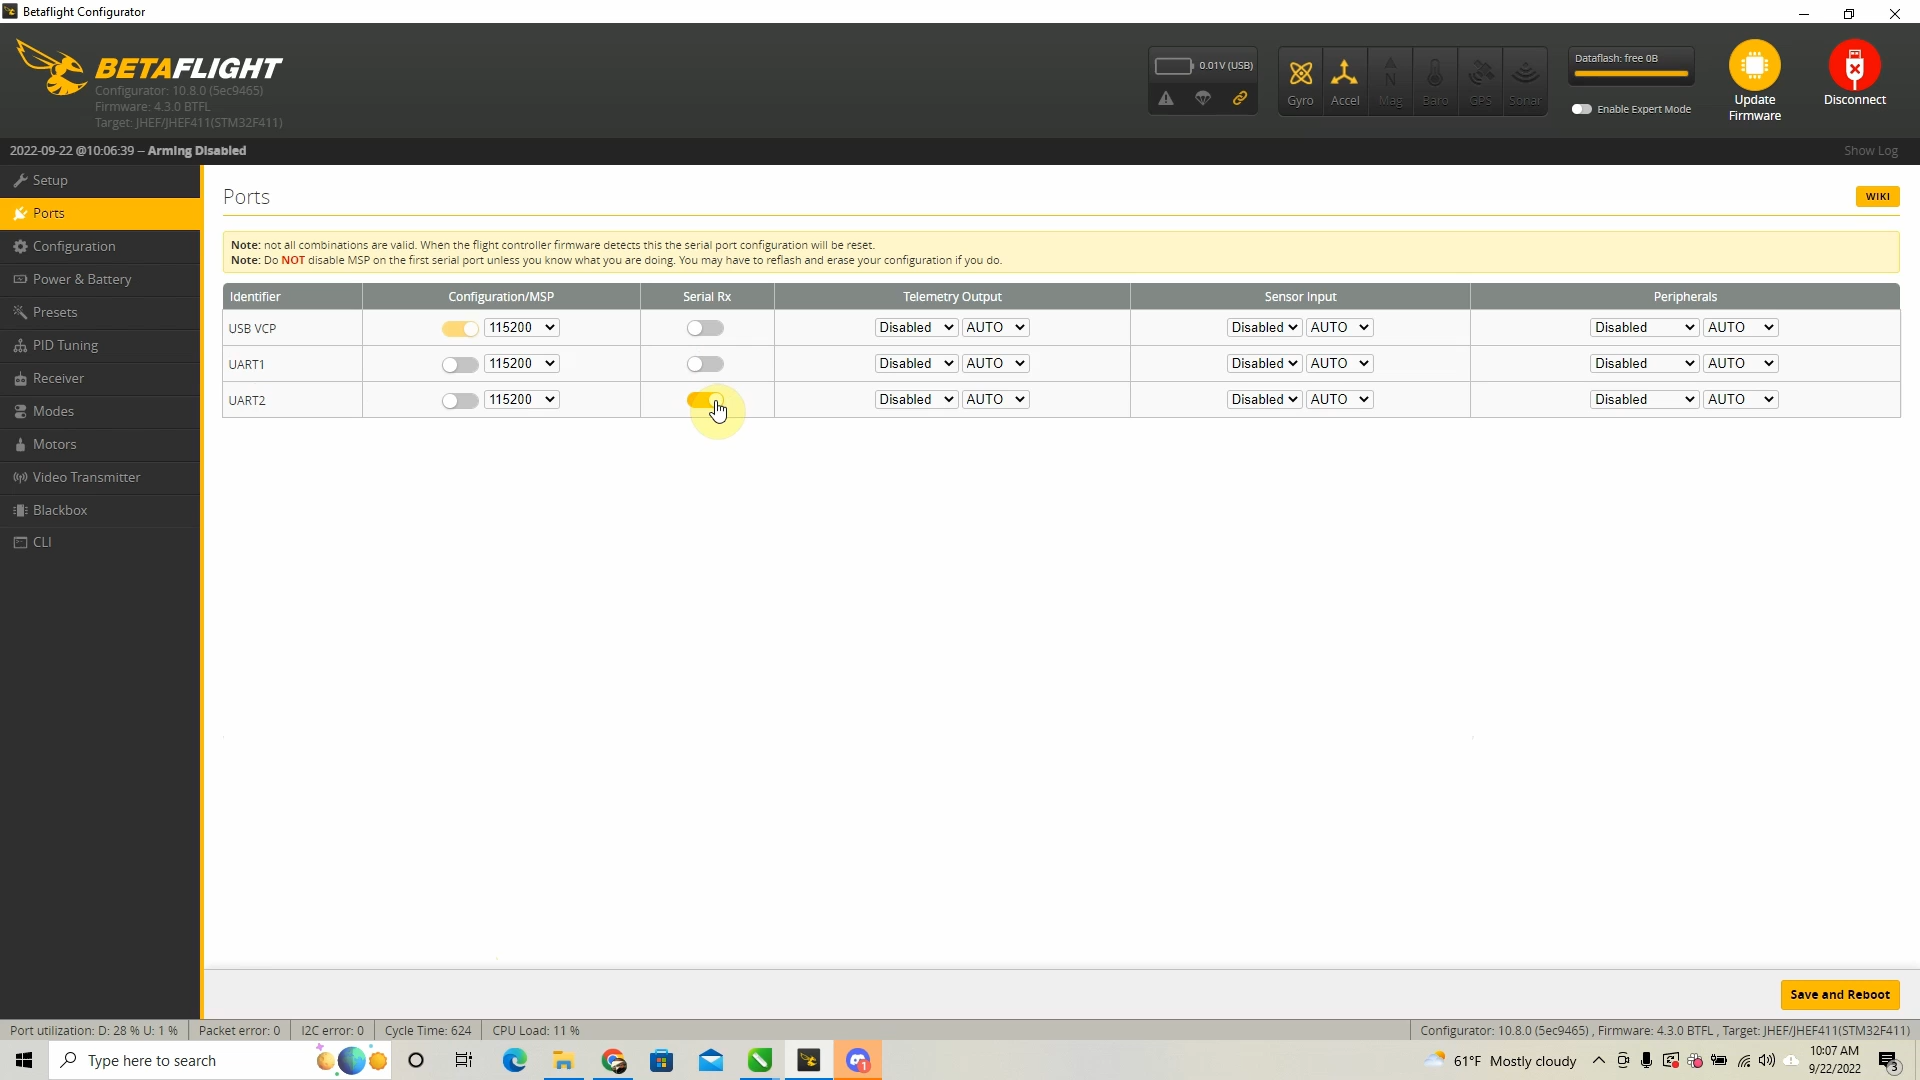 Betaflight Configurator
BETAFLIGHT
Configurator: 10.8.0 (5ec9465)
Firmware: 4.3.0 BTFL
Target: JHEF/JHEF411(STM32F411)
0.01V (USB)
Gyro
Accel
Mag
Baro
GPS
Sonar
Dataflash: free 0B
Enable Expert Mode
Update
Firmware
Disconnect
2022-09-22 @10:06:39 -- Arming Disabled
Show Log
Setup
Ports
Configuration
Power & Battery
Presets
PID Tuning
Receiver
Modes
Motors
Video Transmitter
Blackbox
CLI
Ports
WIKI
Note: not all combinations are valid. When the flight controller firmware detects this the serial port configuration will be reset.
Note: Do NOT disable MSP on the first serial port unless you know what you are doing. You may have to reflash and erase your configuration if you do.
Identifier Configuration/MSP Serial Rx Telemetry Output Sensor Input Peripherals
USB VCP 115200 Disabled AUTO Disabled AUTO Disabled AUTO
UART1 115200 Disabled AUTO Disabled AUTO Disabled AUTO
UART2 115200 Disabled AUTO Disabled AUTO Disabled AUTO
Save and Reboot
Port utilization: D: 28 % U: 1 % Packet error: 0 I2C error: 0 Cycle Time: 624 CPU Load: 11 % Configurator: 10.8.0 (5ec9465) , Firmware: 4.3.0 BTFL , Target: JHEF/JHEF411(STM32F411)
Type here to search
1
61°F Mostly cloudy
10:07 AM
9/22/2022
3